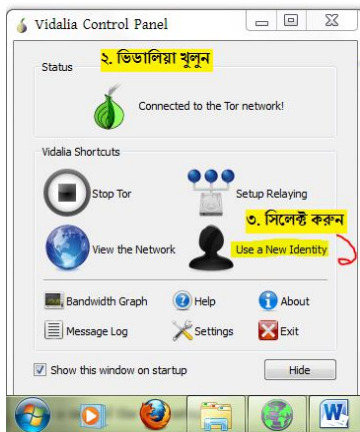 Vidalia Control Panel
Status
২. ভিডালিয়া খুলুন
Connected to the Tor network!
Vidalia Shortcuts
Stop Tor
Setup Relaying
৩. সিলেক্ট করুন
View the Network
Use a New Identity
Bandwidth Graph
Help
About
Message Log
Settings
Exit
Show this window on startup
Hide